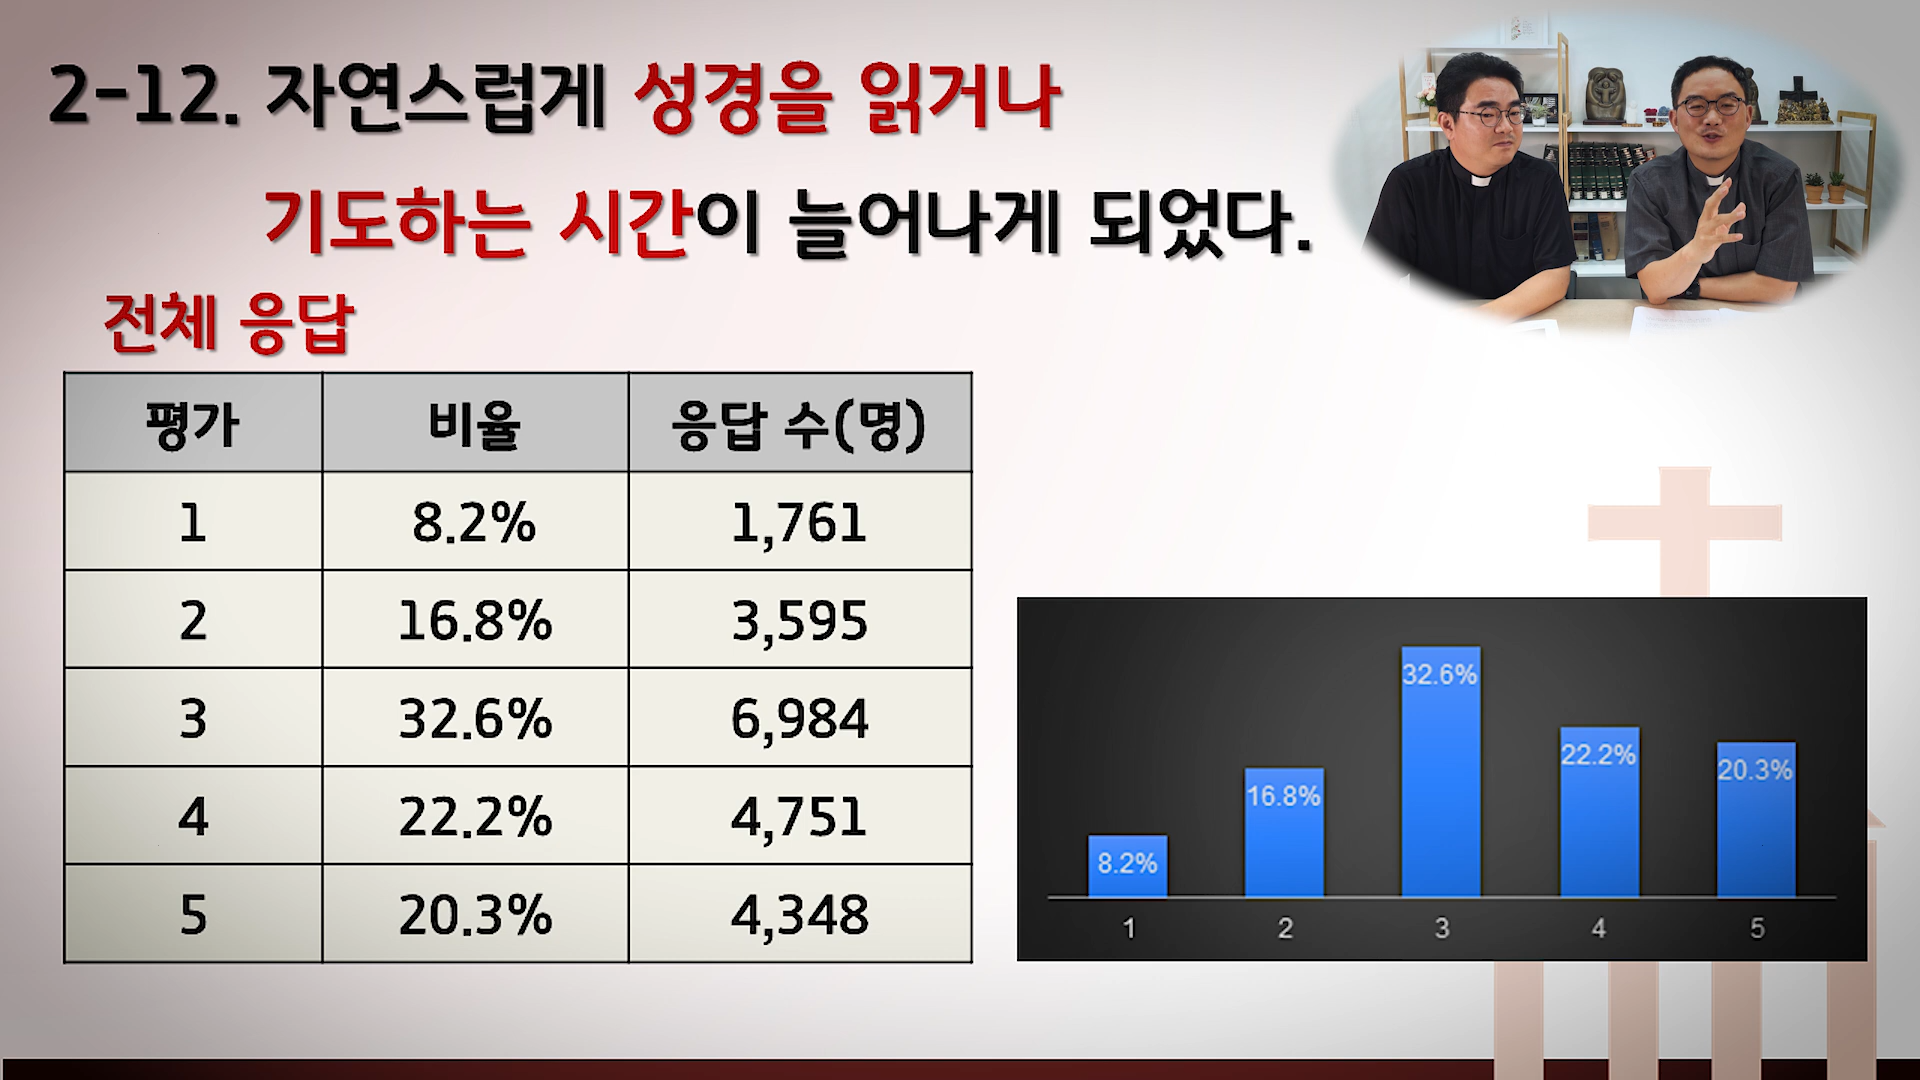 2-12. 자연스럽게 성경을 읽거나
기도하는 시간이 늘어나게 되었다.
전체 응답
평가 비율 응답 수(명)
1 8.2% 1,761
2 16.8% 3,595
3 32.6% 6,984
4 22.2% 4,751
5 20.3% 4,348
8.2% 16.8% 32.6% 22.2% 20.3%
1 2 3 4 5